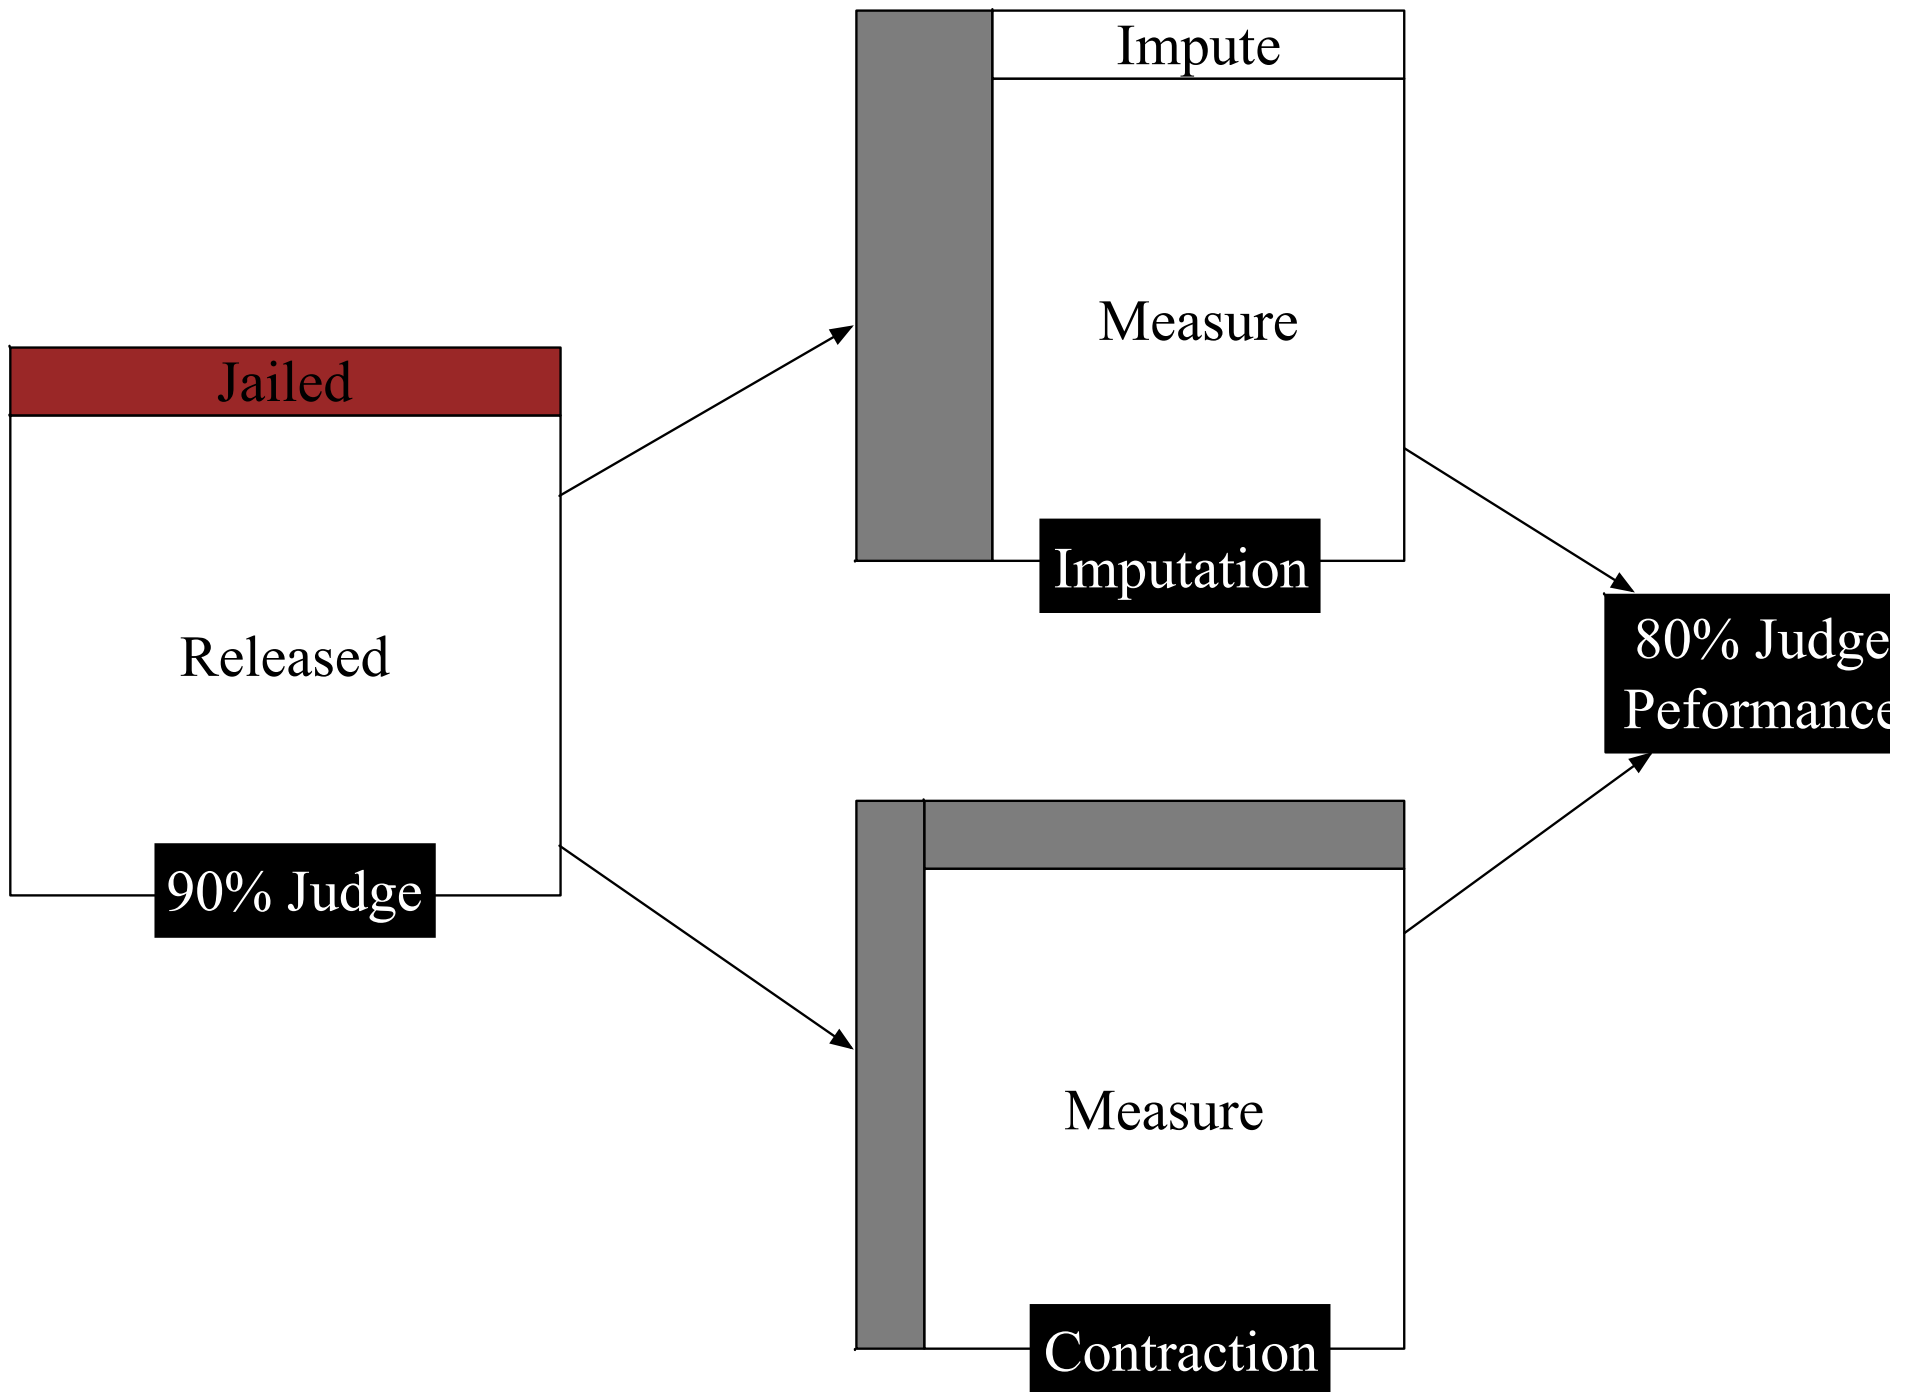 Jailed
Released
90% Judge
Impute
Measure
Imputation
Measure
Contraction
80% Judge
Peformance